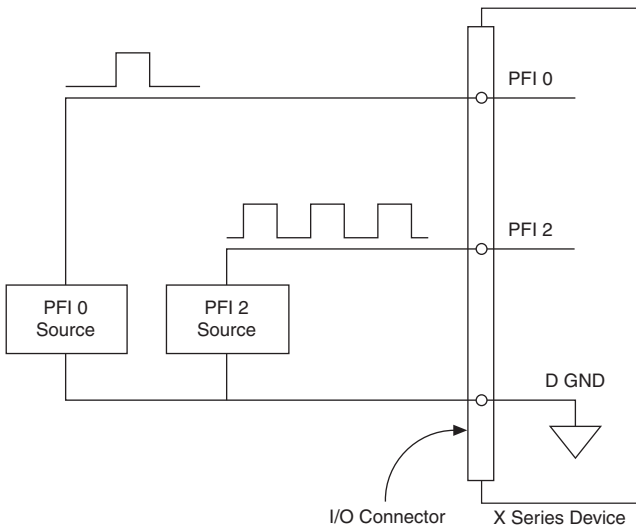 PFI 0
PFI 2
PFI 0
Source
PFI 2
Source
D GND
I/O Connector
X Series Device